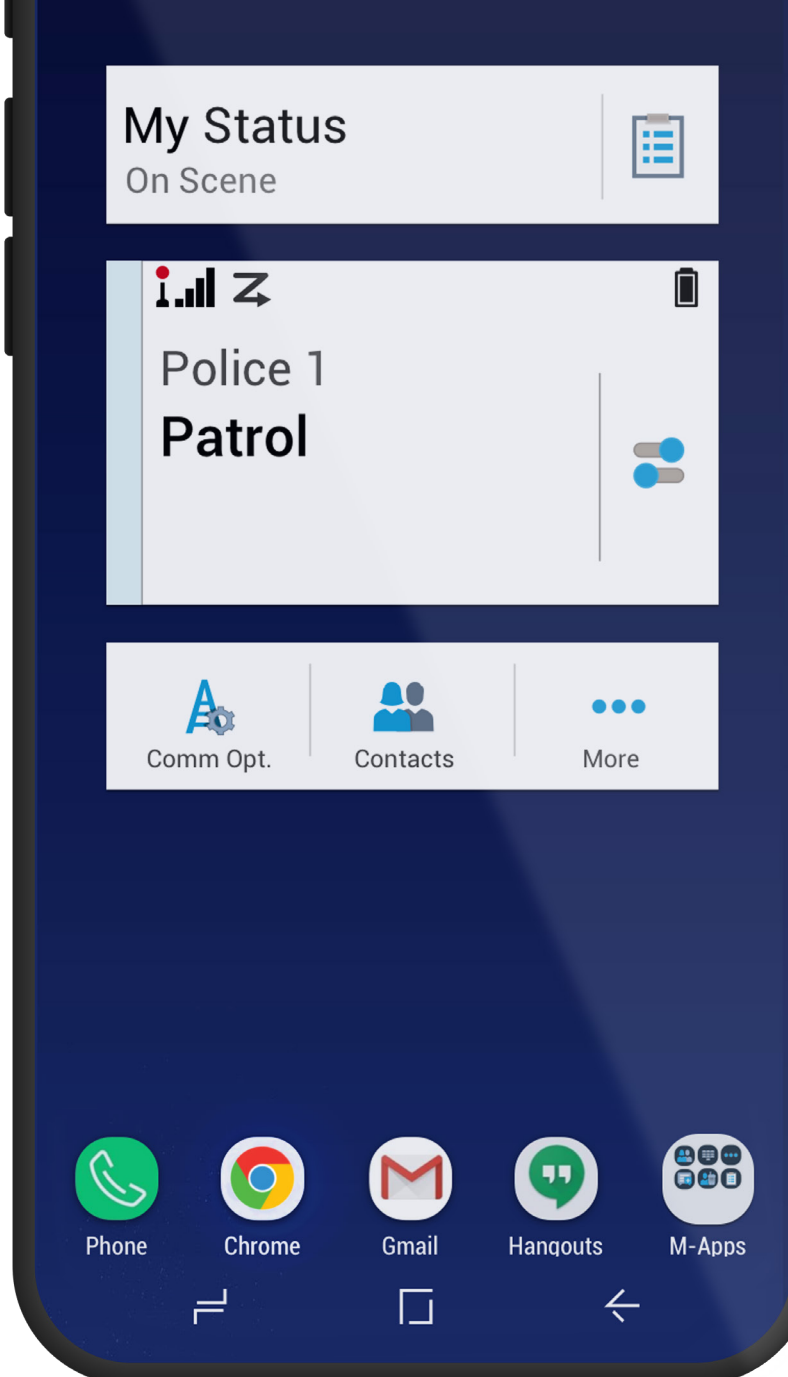 My Status
On Scene
Police 1
Patrol
Comm Opt.
Contacts
More
Phone
Chrome
Gmail
Hangouts
M-Apps